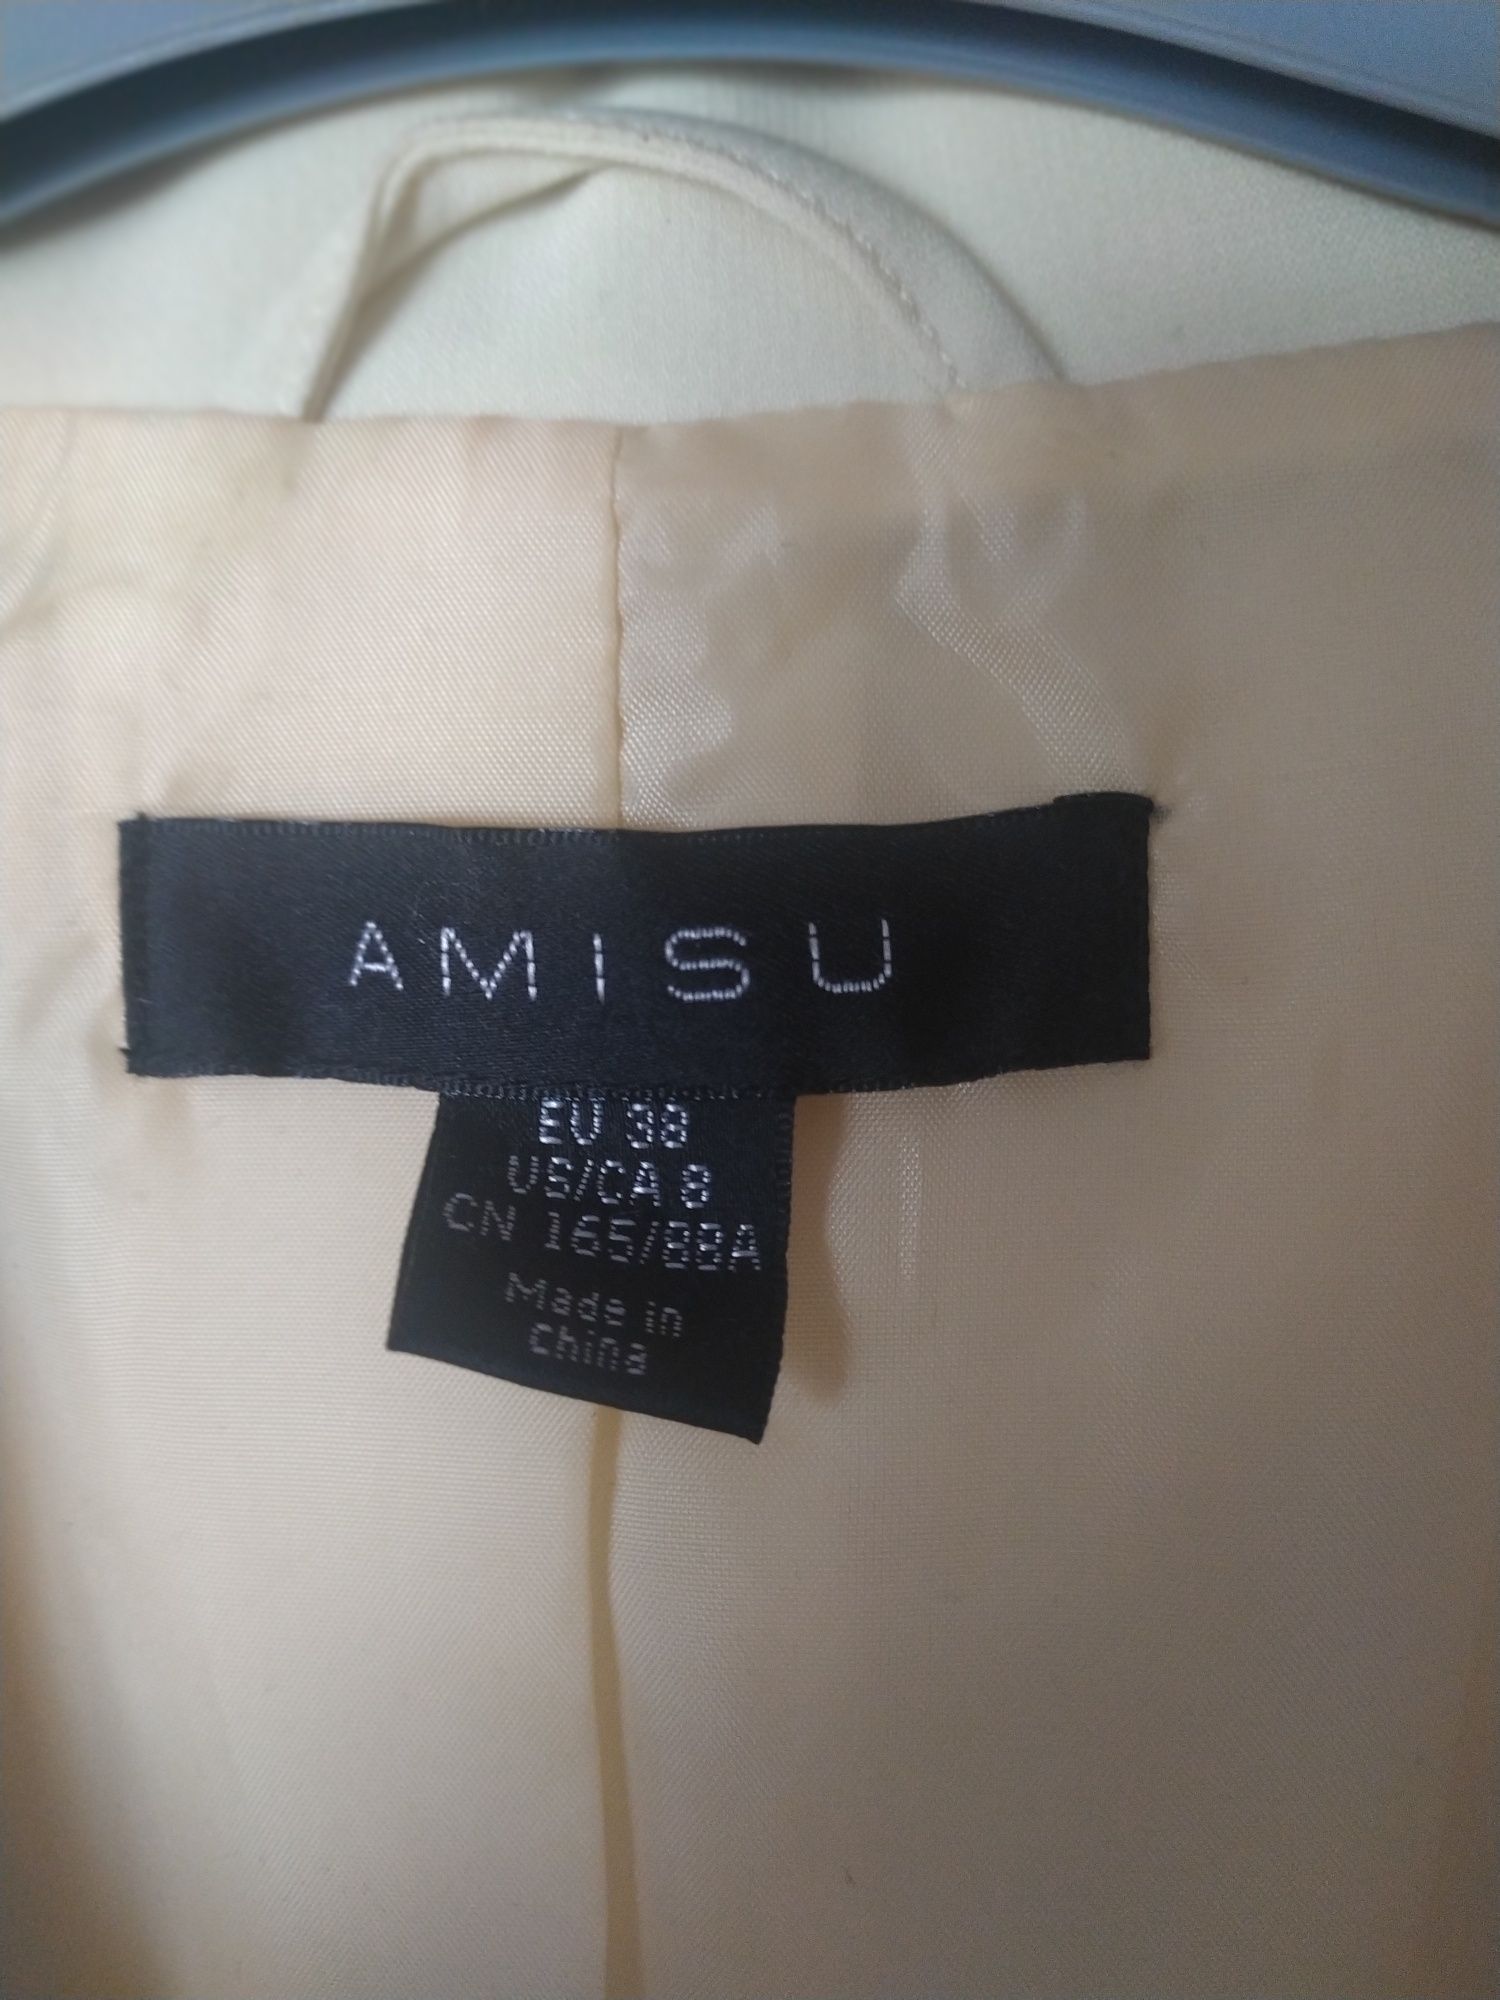 AMISU
EU 38
US/CA 8
CN 165/88A
Made in
China